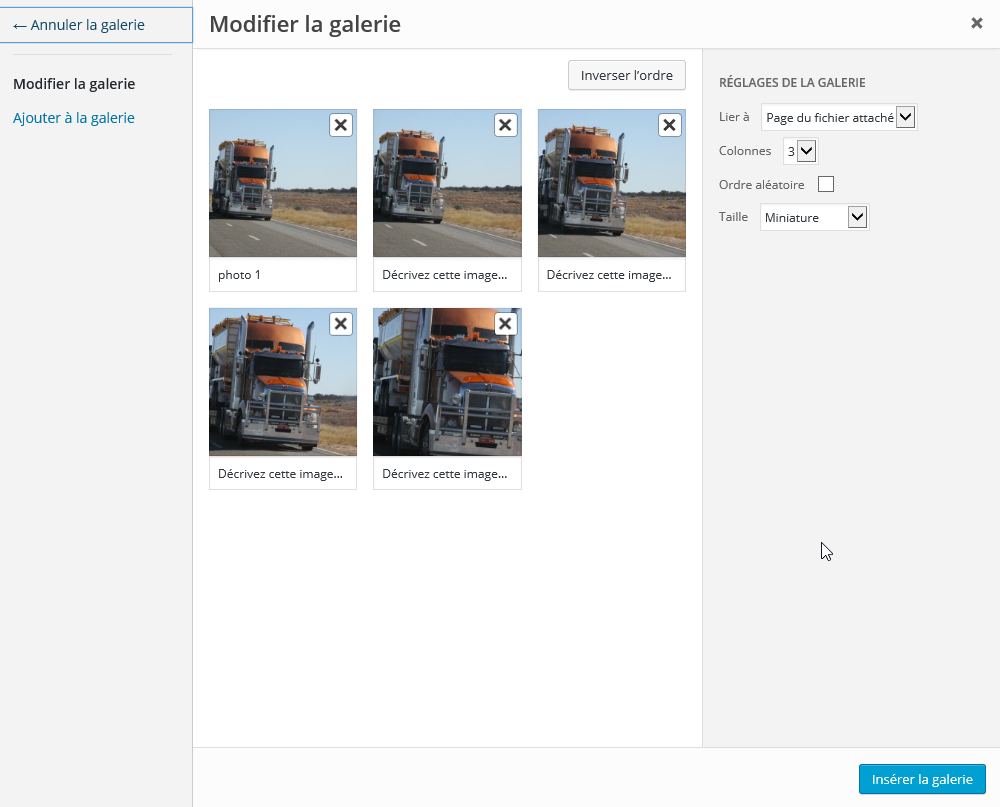 ← Annuler la galerie
Modifier la galerie
Ajouter à la galerie
Modifier la galerie
Inverser l'ordre
photo 1
Décrivez cette image...
Décrivez cette image...
Décrivez cette image...
Décrivez cette image...
RÉGLAGES DE LA GALERIE
Lier à Page du fichier attaché
Colonnes 3
Ordre aléatoire
Taille Miniature
Insérer la galerie